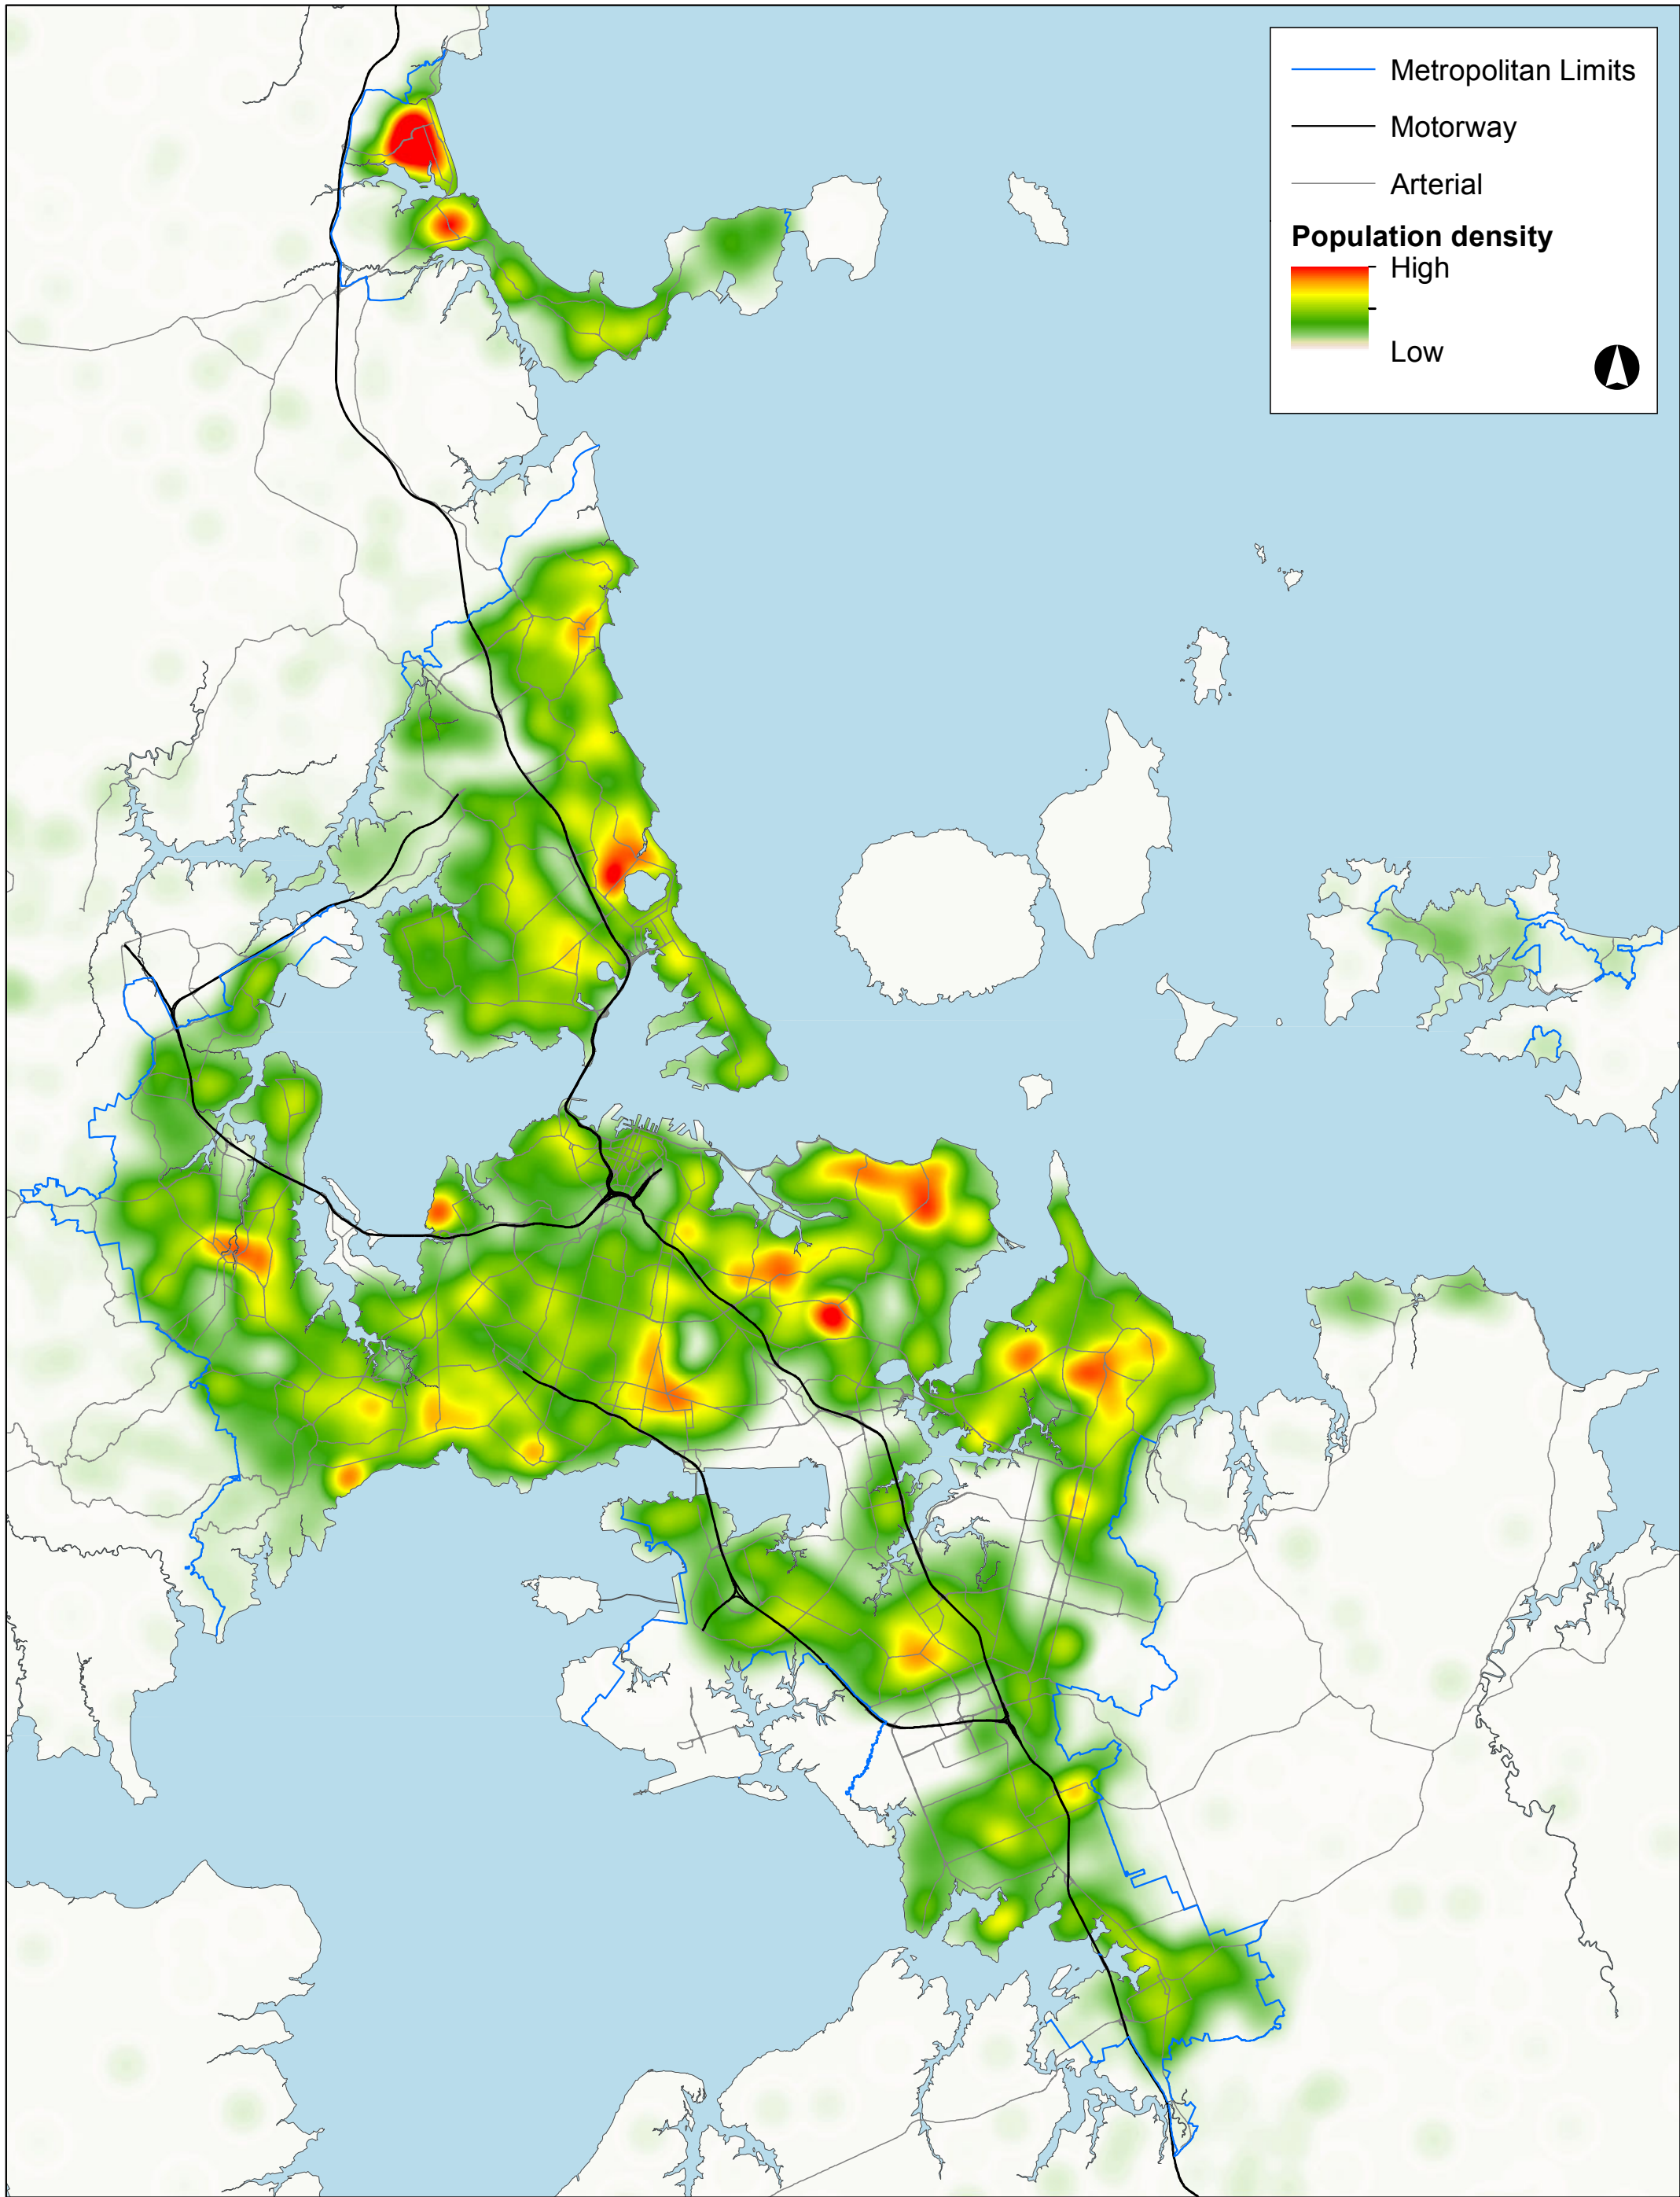 Metropolitan Limits
Motorway
Arterial
Population density
High
Low